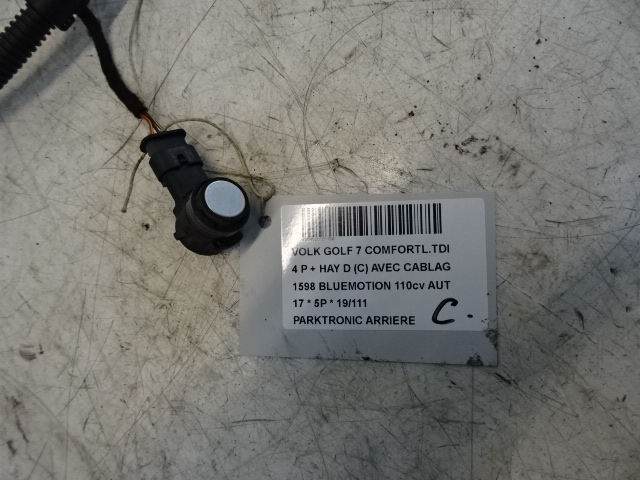 VOLK GOLF 7 COMFORTL.TDI
4 P + HAY D (C) AVEC CABLAG
1598 BLUEMOTION 110cv AUT
17 * 5P * 19/111
PARKTRONIC ARRIERE C.